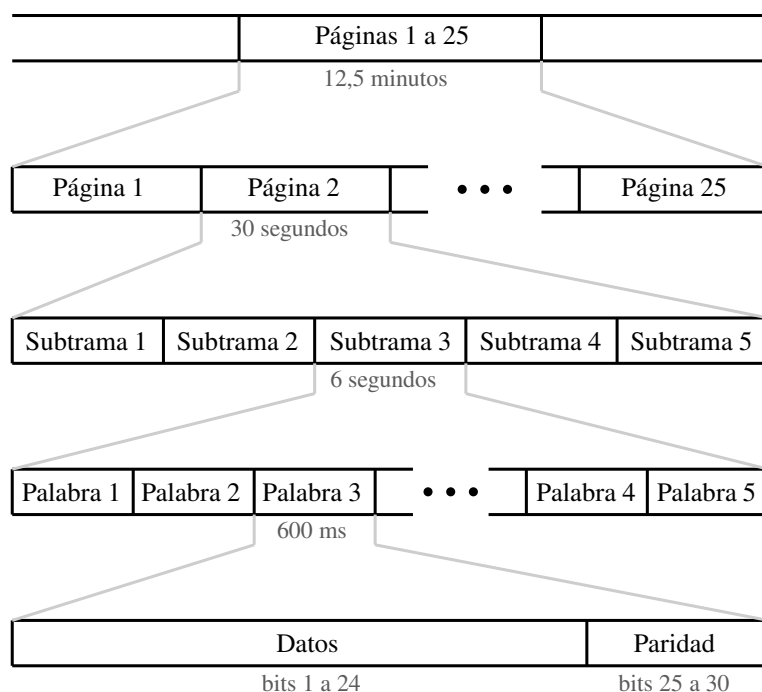 Páginas 1 a 25
12,5 minutos
Página 1 Página 2 ••• Página 25
30 segundos
Subtrama 1 Subtrama 2 Subtrama 3 Subtrama 4 Subtrama 5
6 segundos
Palabra 1 Palabra 2 Palabra 3 ••• Palabra 4 Palabra 5
600 ms
Datos Paridad
bits 1 a 24 bits 25 a 30